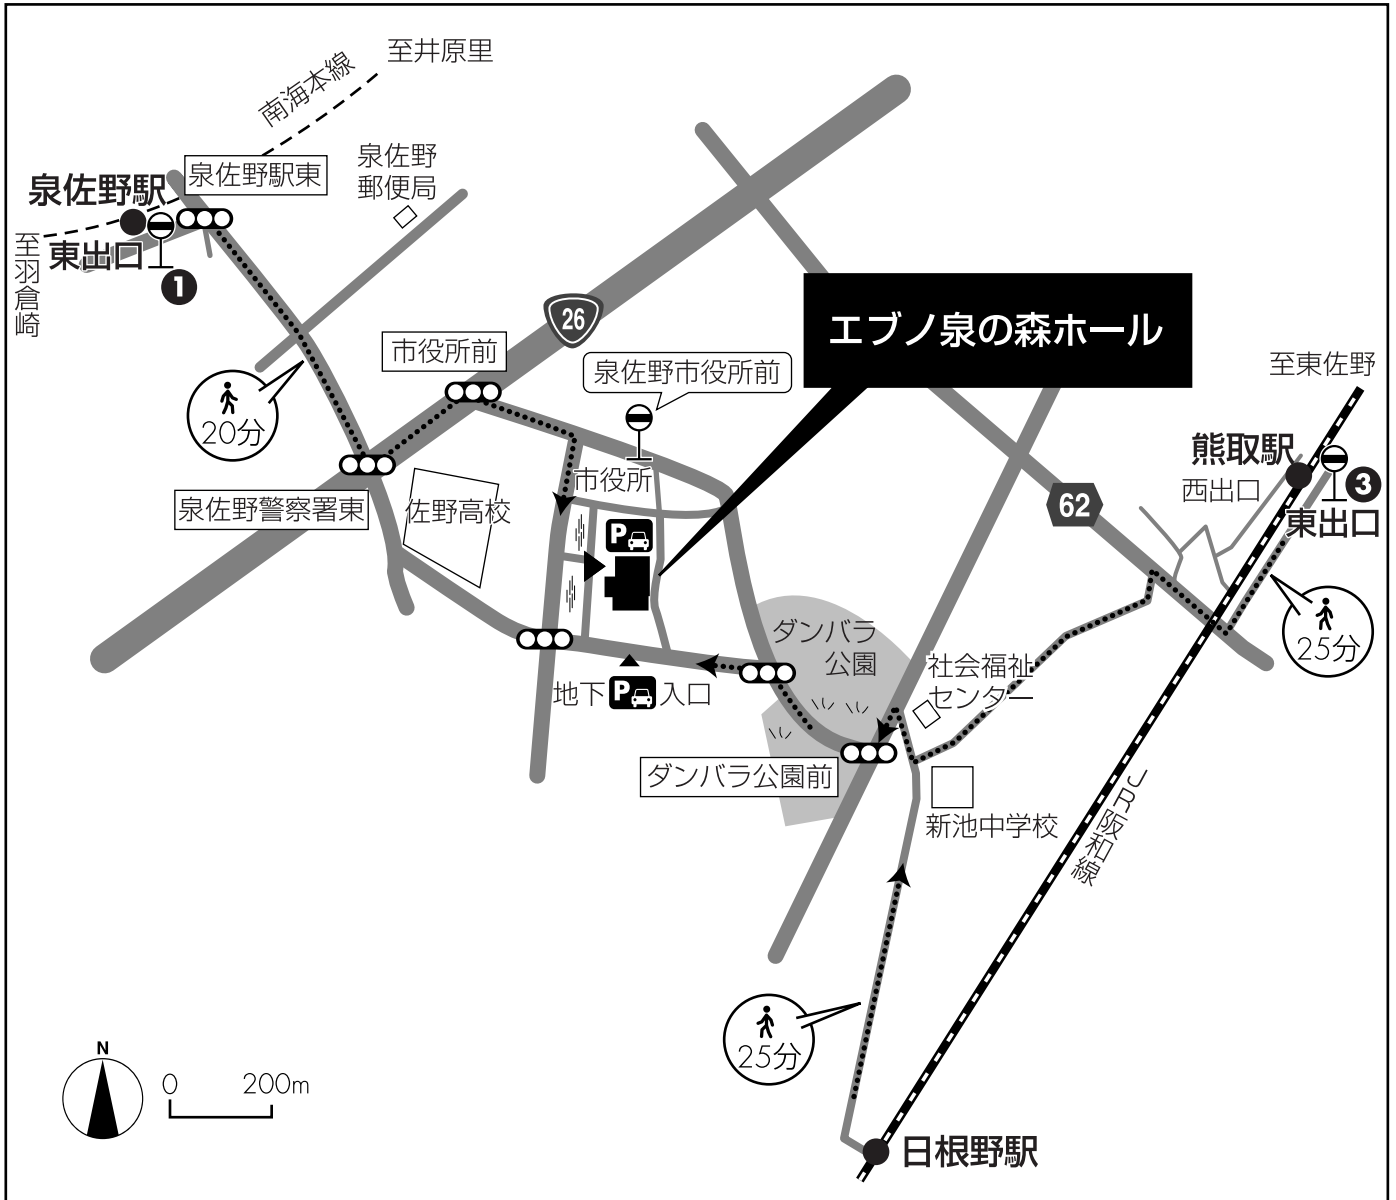 至井原里
南海本線
泉佐野駅東
泉佐野
郵便局
泉佐野駅
東出口
至羽倉崎
1
26
市役所前
泉佐野市役所前
エブノ泉の森ホール
至東佐野
20分
熊取駅
西出口
3
東出口
62
市役所
泉佐野警察署東
佐野高校
P
25分
ダンバラ
公園
社会福祉
センター
地下P入口
ダンバラ公園前
新池中学校
JR阪和線
25分
N
0 200m
日根野駅